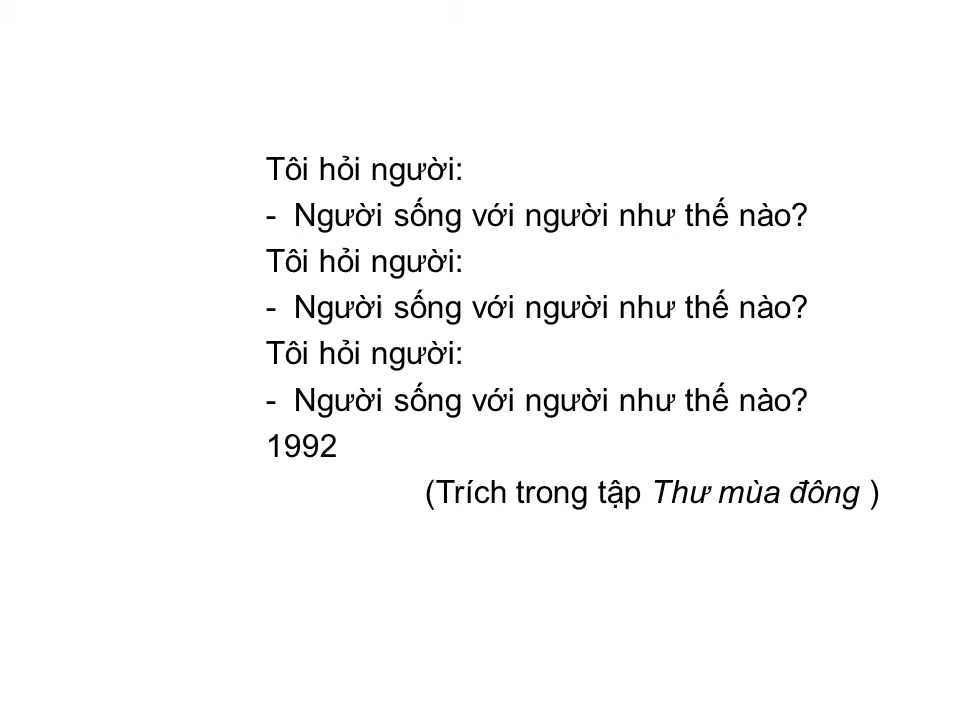 Tôi hỏi người:
- Người sống với người như thế nào?
Tôi hỏi người:
- Người sống với người như thế nào?
Tôi hỏi người:
- Người sống với người như thế nào?
1992
(Trích trong tập Thư mùa đông )